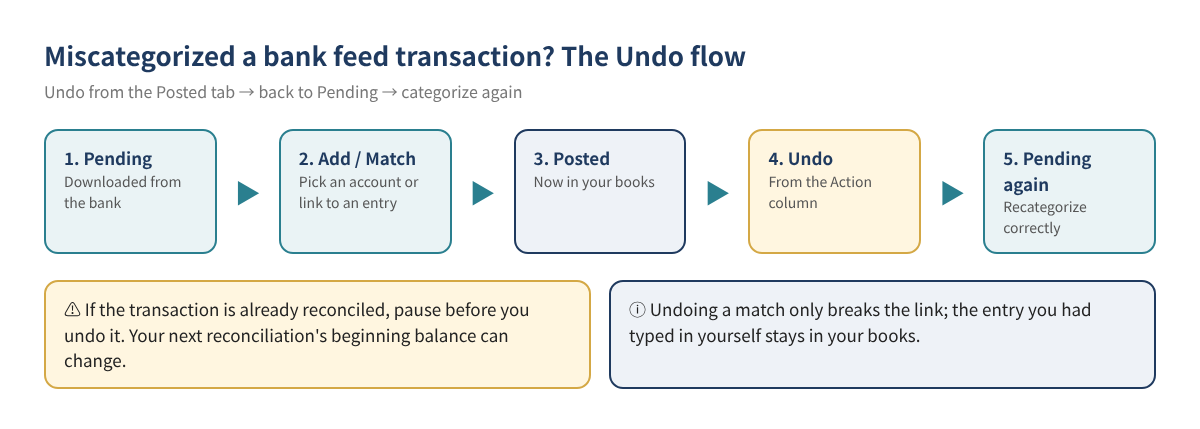 Miscategorized a bank feed transaction? The Undo flow
Undo from the Posted tab → back to Pending → categorize again
1. Pending
Downloaded from
the bank
2. Add / Match
Pick an account or
link to an entry
3. Posted
Now in your books
4. Undo
From the Action
column
5. Pending
again
Recategorize
correctly
⚠ If the transaction is already reconciled, pause before you
undo it. Your next reconciliation's beginning balance can
change.
ⓘ Undoing a match only breaks the link; the entry you had
typed in yourself stays in your books.